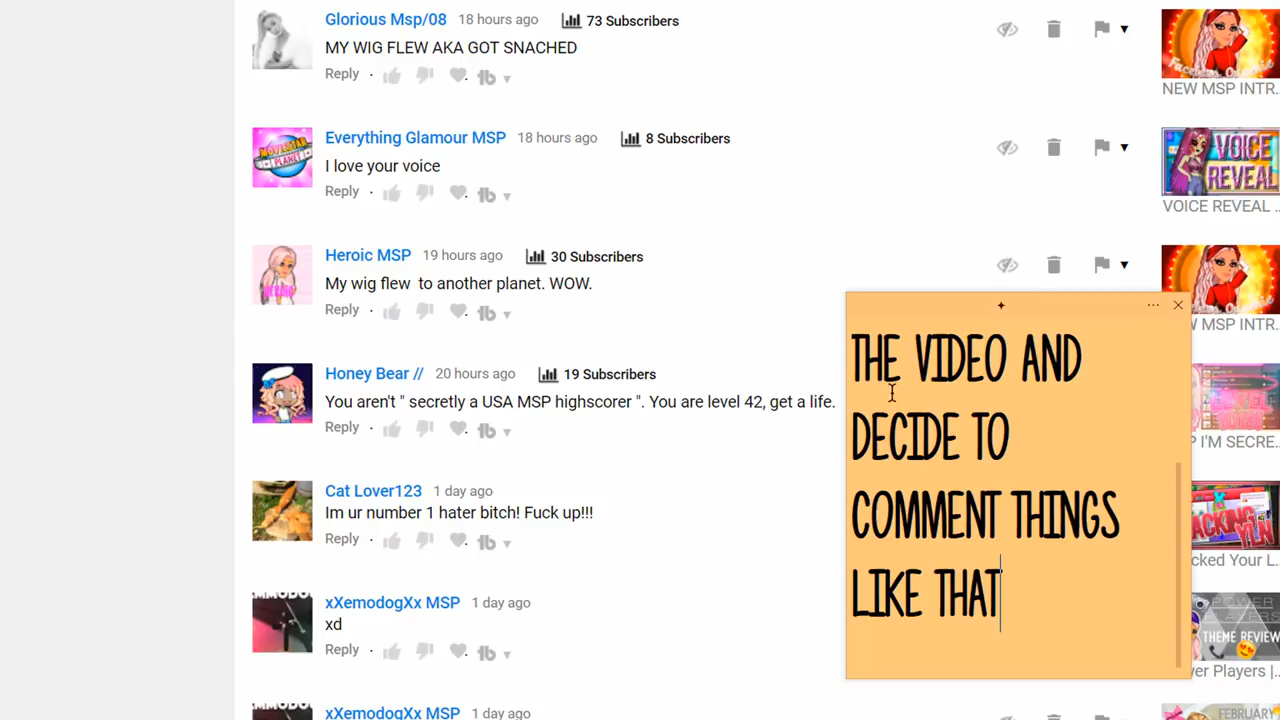 Glorious Msp/08 18 hours ago 73 Subscribers
MY WIG FLEW AKA GOT SNACHED
Reply
NEW MSP INTR...
Everything Glamour MSP 18 hours ago 8 Subscribers
I love your voice
Reply
MOVIESTAR PLANET
VOICE REVEAL
VOICE REVEAL ...
Heroic MSP 19 hours ago 30 Subscribers
My wig flew to another planet. WOW.
Reply
W MSP INTR...
Honey Bear // 20 hours ago 19 Subscribers
You aren't " secretly a USA MSP highscorer ". You are level 42, get a life.
Reply
P I'M SECRE...
Cat Lover123 1 day ago
Im ur number 1 hater bitch! Fuck up!!!
Reply
cked Your L...
xXemodogXx MSP 1 day ago
xd
Reply
POWER
PLAYERS
THEME REVIEW
ver Players |...
xXemodogXx MSP 1 day ago
FEBRUARY
THE VIDEO AND
DECIDE TO
COMMENT THINGS
LIKE THAT